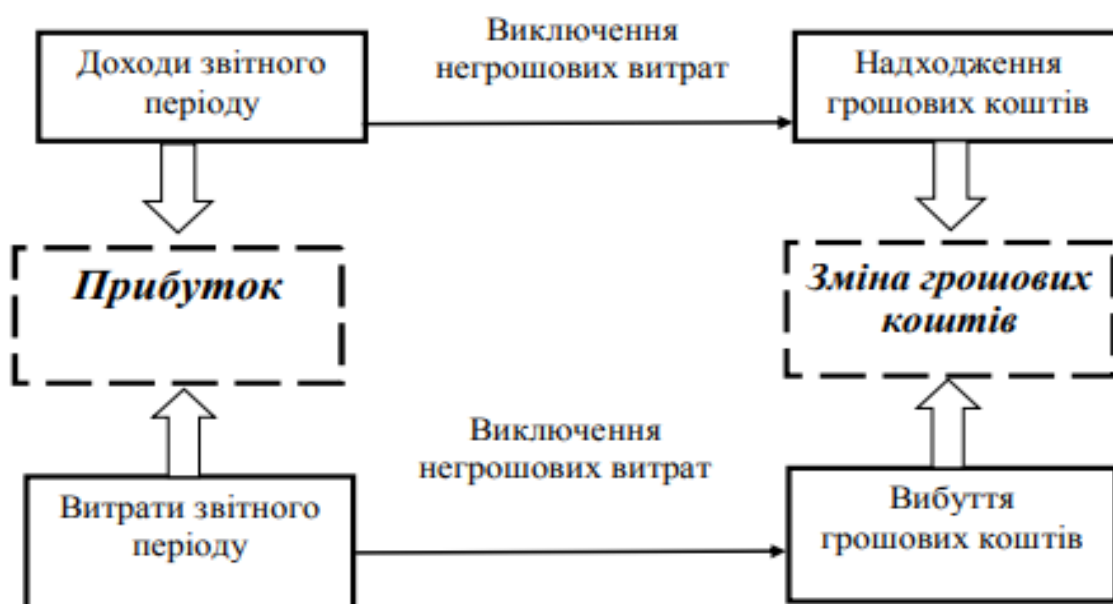 Доходи звітного
періоду
Виключення
негрошових витрат
Надходження
грошових коштів
Прибуток
Зміна грошових
коштів
Виключення
негрошових витрат
Витрати звітного
періоду
Вибуття
грошових коштів